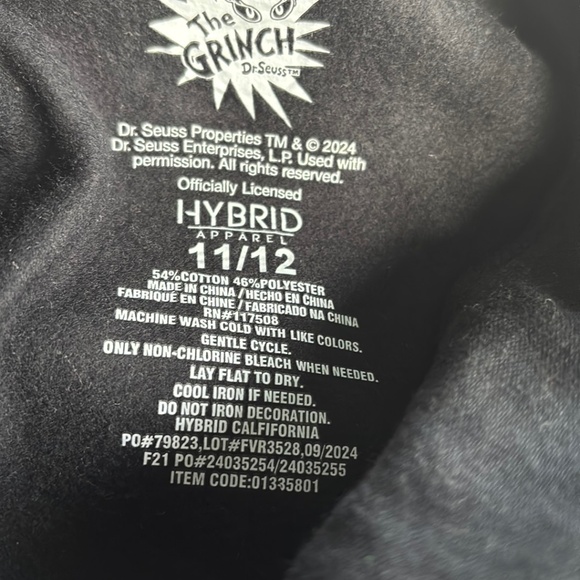 The
GRINCH
Dr. Seuss™
Dr. Seuss Properties TM & © 2024
Dr. Seuss Enterprises, L.P. Used with
permission. All rights reserved.
Officially Licensed
HYBRID
APPAREL
11/12
54%COTTON 46%POLYESTER
MADE IN CHINA/HECHO EN CHINA
FABRIQUÉ EN CHINE/FABRICADO NA CHINA
RN#117508
MACHINE WASH COLD WITH LIKE COLORS.
GENTLE CYCLE.
ONLY NON-CHLORINE BLEACH WHEN NEEDED.
LAY FLAT TO DRY.
COOL IRON IF NEEDED.
DO NOT IRON DECORATION.
HYBRID CALFIFORNIA
PO#79823,LOT#FVR3528,09/2024
F21 PO#24035254/24035255
ITEM CODE:01335801